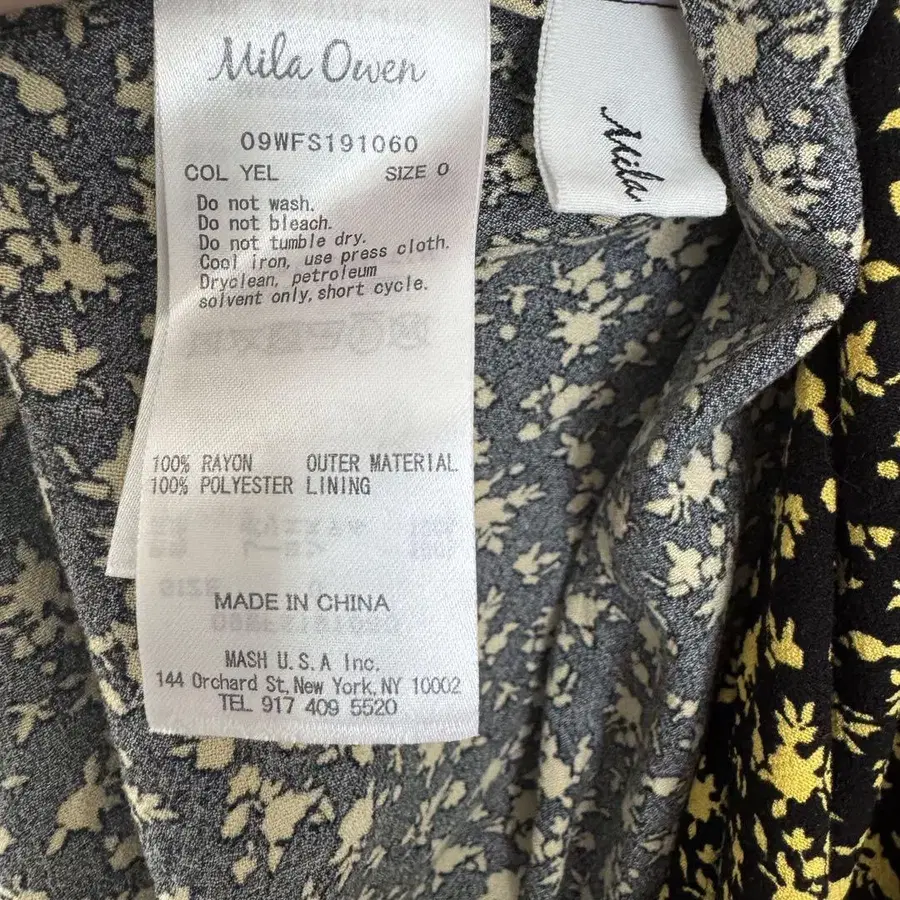 Mila Owen
09WFS191060
COL YEL SIZE 0
Do not wash.
Do not bleach.
Do not tumble dry.
Cool iron, use press cloth.
Dryclean, petroleum
solvent only, short cycle.
100% RAYON OUTER MATERIAL
100% POLYESTER LINING
MADE IN CHINA
MASH U.S.A Inc.
144 Orchard St, New York, NY 10002
TEL 917 409 5520
Mila